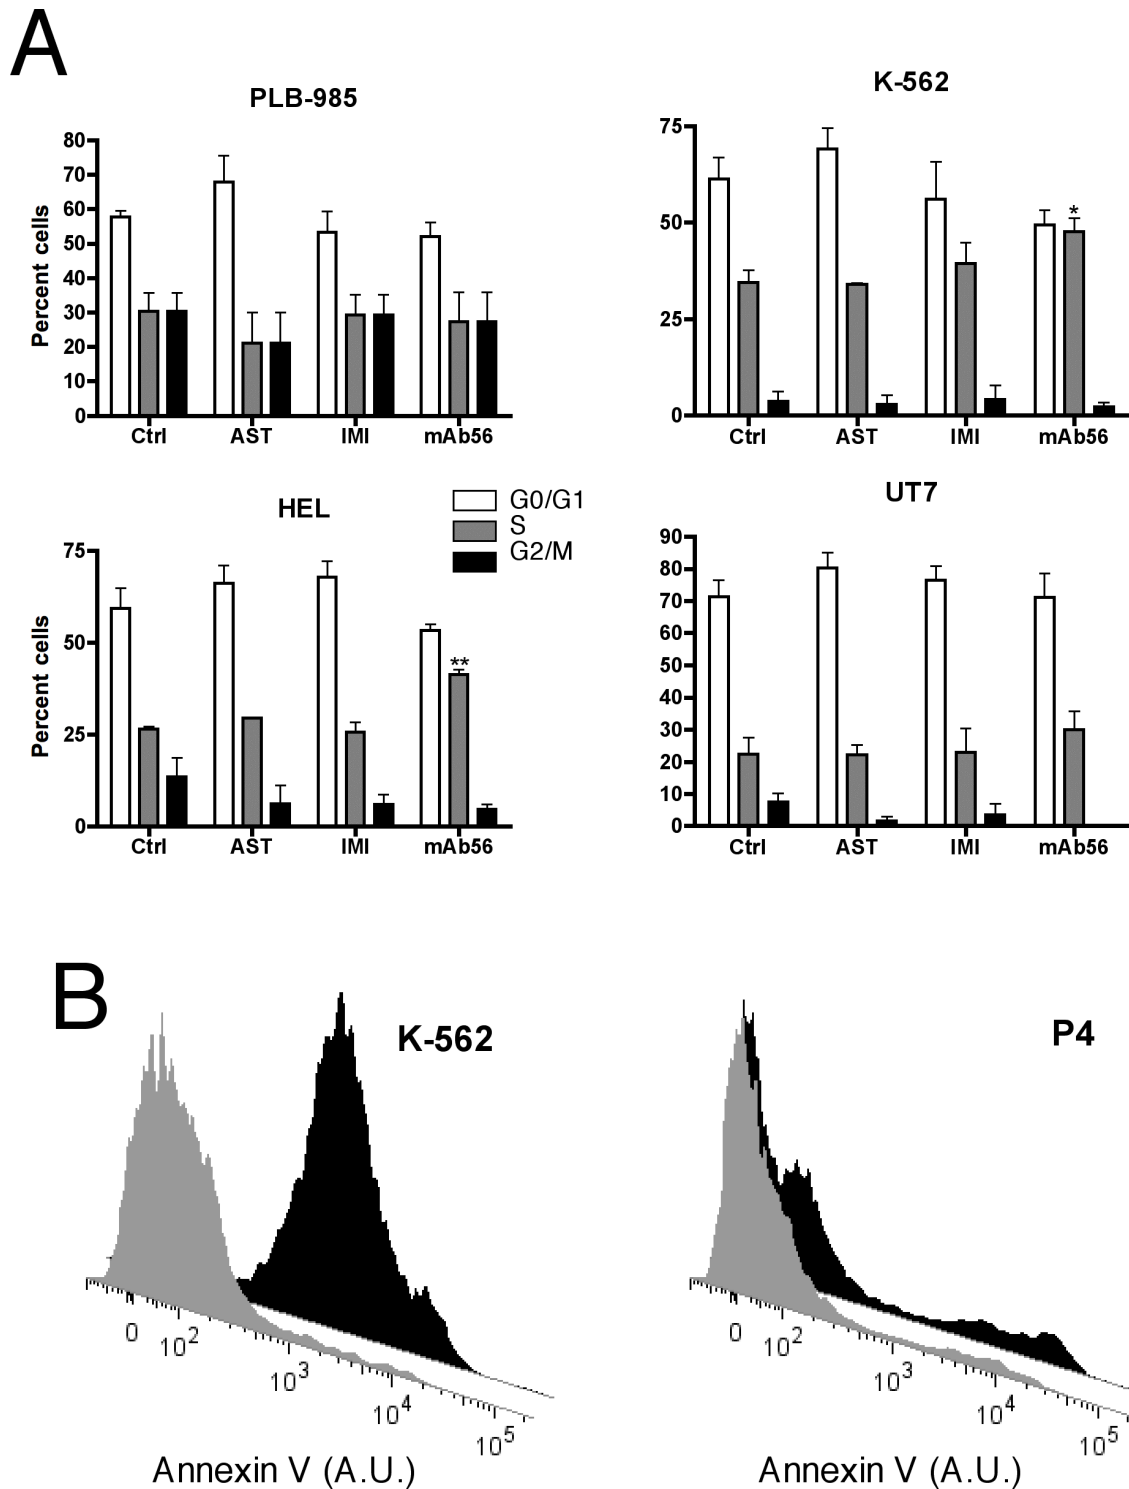 A
PLB-985
Percent cells
80
70
60
50
40
30
20
10
0
Ctrl AST IMI mAb56
K-562
75
50
25
0
*
Ctrl AST IMI mAb56
HEL
G0/G1
S
G2/M
Percent cells
75
50
25
0
**
Ctrl AST IMI mAb56
UT7
90
80
70
60
50
40
30
20
10
0
Ctrl AST IMI mAb56
B
K-562
0 10² 10³ 10⁴ 10⁵
Annexin V (A.U.)
P4
0 10² 10³ 10⁴ 10⁵
Annexin V (A.U.)